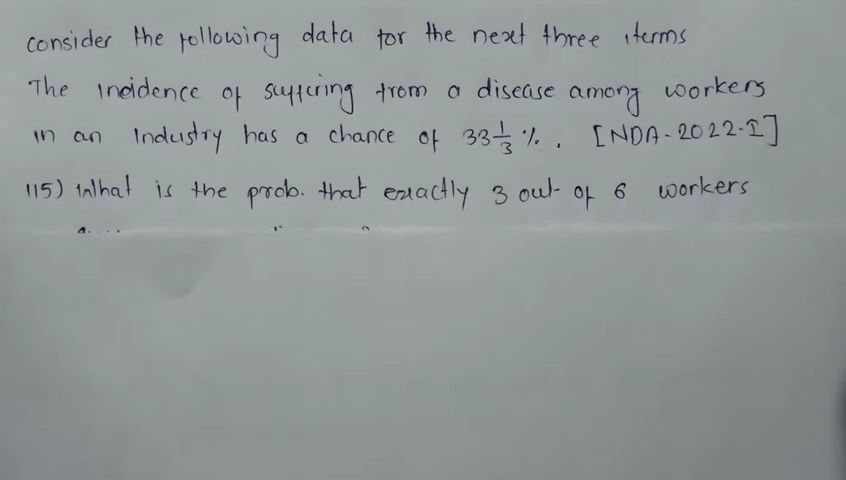 consider the following data for the next three items
The incidence of suffering from a disease among workers
in an Industry has a chance of 33 1/3 %. [NDA-2022-I]
115) What is the prob. that exactly 3 out of 6 workers